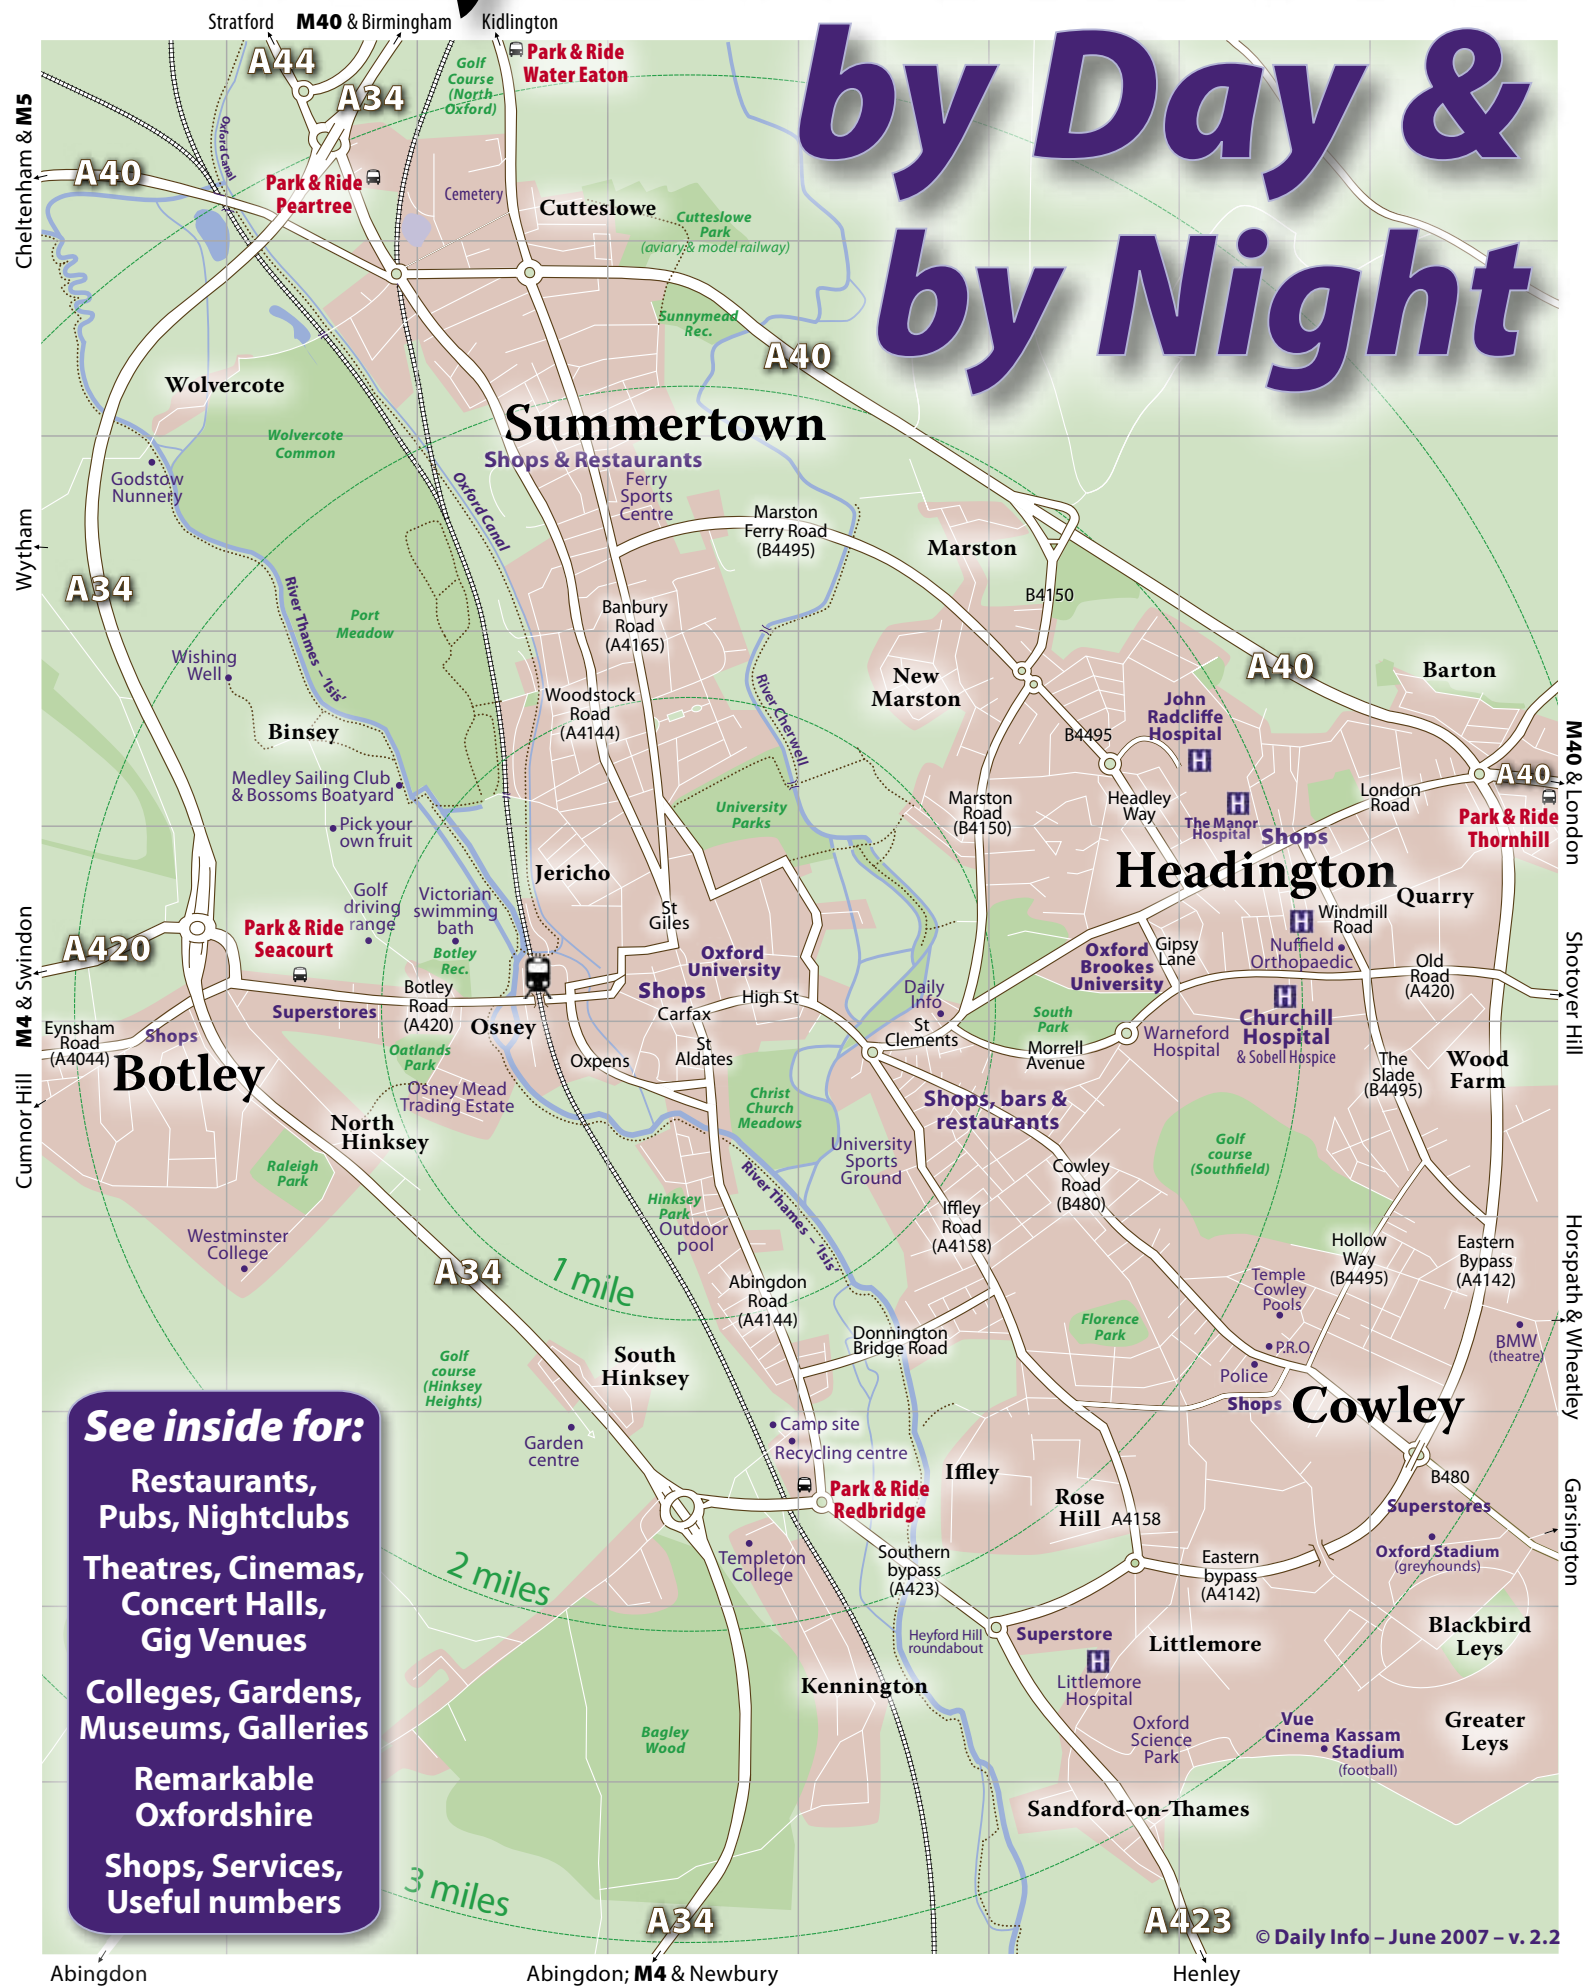 Stratford
M40 & Birmingham
Kidlington
by Day &
by Night
A44
A34
Golf
Course
(North
Oxford)
Park & Ride
Water Eaton
Cheltenham & M5
Oxford Canal
A40
Park & Ride
Peartree
Cemetery
Cutteslowe
Cutteslowe
Park
(aviary & model railway)
Sunnymead
Rec.
A40
Wolvercote
Wolvercote
Common
Summertown
Shops & Restaurants
Ferry
Sports
Centre
Godstow
Nunnery
Oxford Canal
Marston
Ferry Road
(B4495)
Marston
Wytham
A34
B4150
River Thames – 'Isis'
Port
Meadow
Banbury
Road
(A4165)
Wishing
Well
Binsey
Woodstock
Road
(A4144)
River Cherwell
New
Marston
A40
Barton
John
Radcliffe
Hospital
H
B4495
M40 & London
Medley Sailing Club
& Bossoms Boatyard
Pick your
own fruit
University
Parks
Marston
Road
(B4150)
Headley
Way
H
The Manor
Hospital
Shops
London
Road
A40
Park & Ride
Thornhill
Jericho
Headington
Quarry
Golf
driving
range
Victorian
swimming
bath
St
Giles
H
Windmill
Road
M4 & Swindon
A420
Park & Ride
Seacourt
Botley
Rec.
Oxford
University
Oxford
Brookes
University
Gipsy
Lane
Nuffield
Orthopaedic
Old
Road
(A420)
Shotover Hill
Superstores
Botley
Road
(A420)
Osney
Shops
Carfax
High St
Daily
Info
St
Clements
South
Park
H
Churchill
Hospital
& Sobell Hospice
Eynsham
Road
(A4044)
Shops
Botley
Oatlands
Park
Osney Mead
Trading Estate
Oxpens
St
Aldates
Morrell
Avenue
Warneford
Hospital
The
Slade
(B4495)
Wood
Farm
Cumnor Hill
North
Hinksey
Christ
Church
Meadows
Shops, bars &
restaurants
Raleigh
Park
University
Sports
Ground
Golf
course
(Southfield)
Westminster
College
Hinksey
Park
Outdoor
pool
River Thames – 'Isis'
Cowley
Road
(B480)
Iffley
Road
(A4158)
Hollow
Way
(B4495)
Eastern
Bypass
(A4142)
Horspath & Wheatley
A34
1 mile
Abingdon
Road
(A4144)
Temple
Cowley
Pools
Florence
Park
Donnington
Bridge Road
P.R.O.
Police
BMW
(theatre)
South
Hinksey
Golf
course
(Hinksey
Heights)
Shops
Cowley
Garden
centre
Camp site
Recycling centre
Park & Ride
Redbridge
Iffley
Rose
Hill
A4158
B480
Superstores
Garsington
Oxford Stadium
(greyhounds)
Templeton
College
2 miles
Southern
bypass
(A423)
Eastern
bypass
(A4142)
Heyford Hill
roundabout
Superstore
H
Littlemore
Hospital
Littlemore
Blackbird
Leys
Kennington
Bagley
Wood
Oxford
Science
Park
Vue
Cinema
Kassam
Stadium
(football)
Greater
Leys
Sandford-on-Thames
3 miles
A34
A423
See inside for:
Restaurants,
Pubs, Nightclubs
Theatres, Cinemas,
Concert Halls,
Gig Venues
Colleges, Gardens,
Museums, Galleries
Remarkable
Oxfordshire
Shops, Services,
Useful numbers
© Daily Info – June 2007 – v. 2.2
Abingdon
Abingdon; M4 & Newbury
Henley